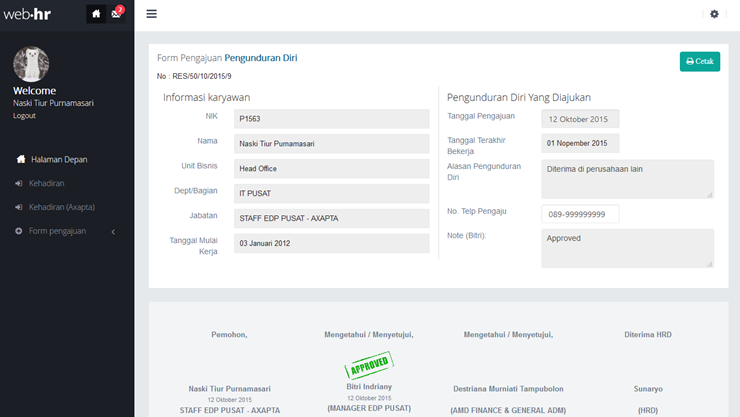 web•hr
2
Welcome
Naski Tiur Purnamasari
Logout
Halaman Depan
Kehadiran
Kehadiran (Axapta)
Form pengajuan
Form Pengajuan Pengunduran Diri
Cetak
No : RES/50/10/2015/9
Informasi karyawan
NIK
P1563
Nama
Naski Tiur Purnamasari
Unit Bisnis
Head Office
Dept/Bagian
IT PUSAT
Jabatan
STAFF EDP PUSAT - AXAPTA
Tanggal Mulai
Kerja
03 Januari 2012
Pengunduran Diri Yang Diajukan
Tanggal Pengajuan
12 Oktober 2015
Tanggal Terakhir
Bekerja
01 Nopember 2015
Alasan Pengunduran
Diri
Diterima di perusahaan lain
No. Telp Pengaju
089-999999999
Note (Bitri):
Approved
Pemohon,
Naski Tiur Purnamasari
12 Oktober 2015
STAFF EDP PUSAT - AXAPTA
Mengetahui / Menyetujui,
APPROVED
Bitri Indriany
12 Oktober 2015
(MANAGER EDP PUSAT)
Mengetahui / Menyetujui,
Destriana Murniati Tampubolon
(AMD FINANCE & GENERAL ADM)
Diterima HRD
Sunaryo
(HRD)